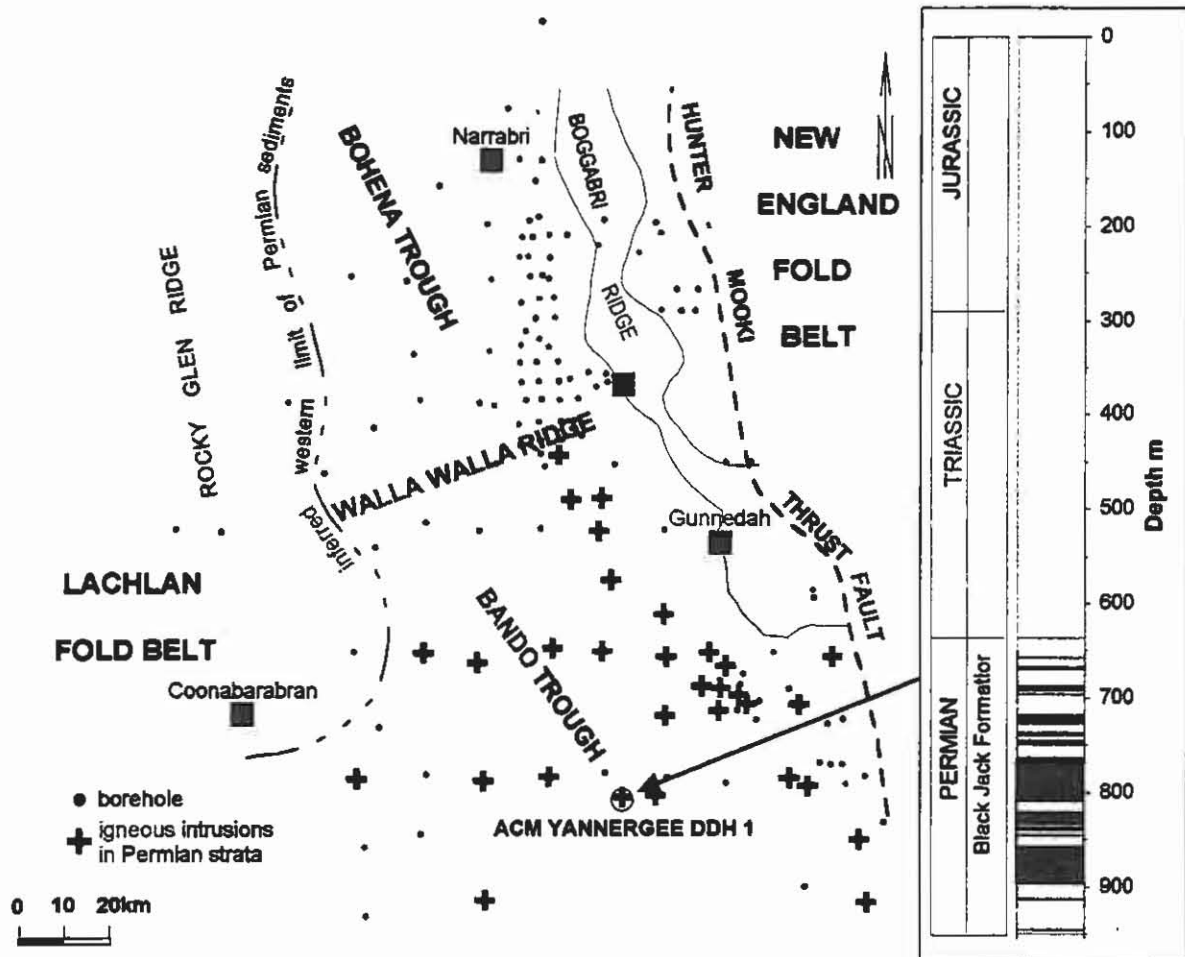 Narrabri
BOHENA TROUGH
BOGGABRI
RIDGE
HUNTER
MOOKI
THRUST
FAULT
NEW
ENGLAND
FOLD
BELT
ROCKY GLEN RIDGE
inferred western limit of Permian sediments
WALLA WALLA RIDGE
Gunnedah
LACHLAN
FOLD BELT
Coonabarabran
BANDO TROUGH
ACM YANNERGEE DDH 1
borehole
igneous intrusions
in Permian strata
0 10 20km
JURASSIC
TRIASSIC
PERMIAN
Black Jack Formation
0
100
200
300
400
500
600
700
800
900
Depth m